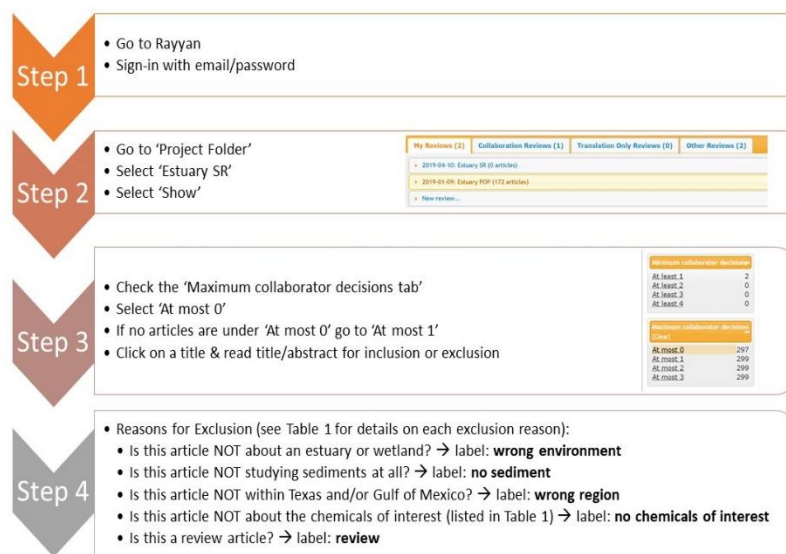 Step 1
• Go to Rayyan
• Sign-in with email/password
Step 2
• Go to 'Project Folder'
• Select 'Estuary SR'
• Select 'Show'
My Reviews (2) Collaboration Reviews (1) Translation Only Reviews (0) Other Reviews (2)
› 2019-04-10: Estuary SR (0 articles)
› 2019-01-09: Estuary POP (172 articles)
› New review...
Step 3
• Check the 'Maximum collaborator decisions tab'
• Select 'At most 0'
• If no articles are under 'At most 0' go to 'At most 1'
• Click on a title & read title/abstract for inclusion or exclusion
Minimum collaborator decisions
At least 1 2
At least 2 0
At least 3 0
At least 4 0
Maximum collaborator decisions
[Clear]
At most 0 297
At most 1 299
At most 2 299
At most 3 299
Step 4
• Reasons for Exclusion (see Table 1 for details on each exclusion reason):
• Is this article NOT about an estuary or wetland? → label: wrong environment
• Is this article NOT studying sediments at all? → label: no sediment
• Is this article NOT within Texas and/or Gulf of Mexico? → label: wrong region
• Is this article NOT about the chemicals of interest (listed in Table 1) → label: no chemicals of interest
• Is this a review article? → label: review